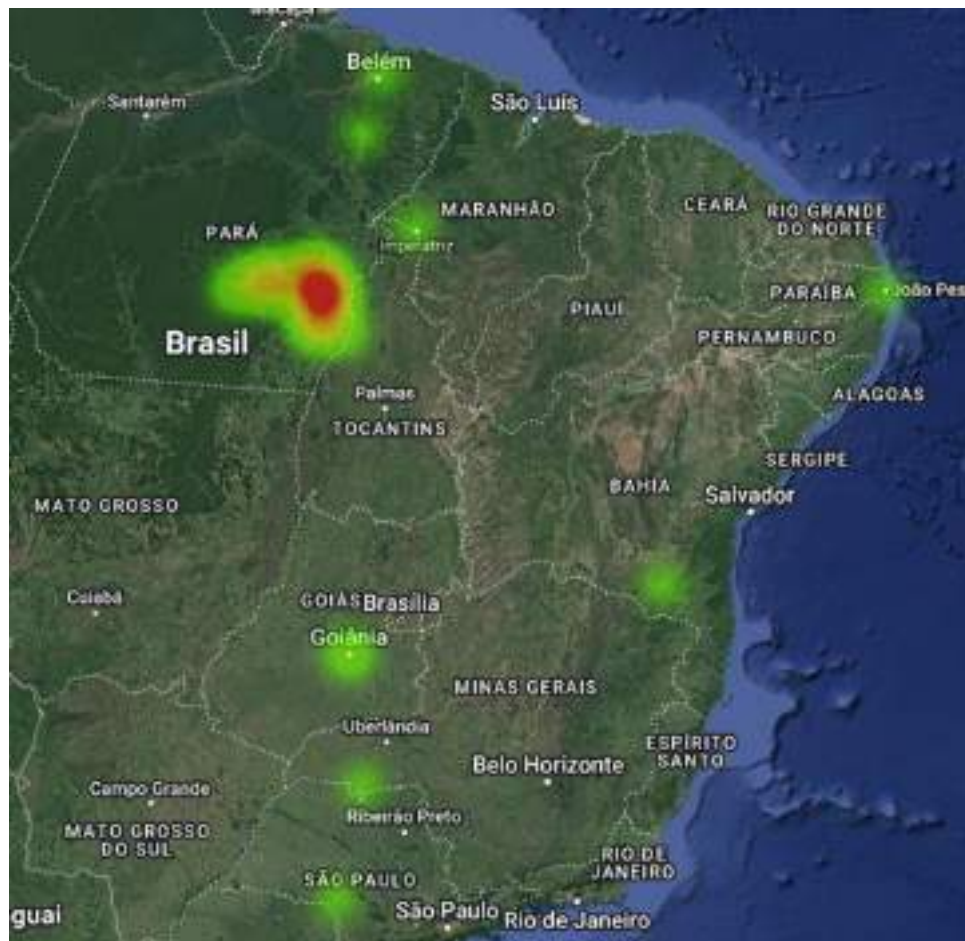 Belém
Santarém
São Luís
MARANHÃO
CEARÁ
RIO GRANDE
DO NORTE
PARÁ
Imperatriz
PARAÍBA
João Pes
PIAUÍ
Brasil
PERNAMBUCO
Palmas
ALAGOAS
TOCANTINS
SERGIPE
BAHIA
Salvador
MATO GROSSO
Cuiabá
GOIÁS
Brasília
Goiânia
MINAS GERAIS
Uberlândia
ESPÍRITO
SANTO
Belo Horizonte
Campo Grande
Ribeirão Preto
MATO GROSSO
DO SUL
RIO DE
JANEIRO
SÃO PAULO
São Paulo
Rio de Janeiro
guai